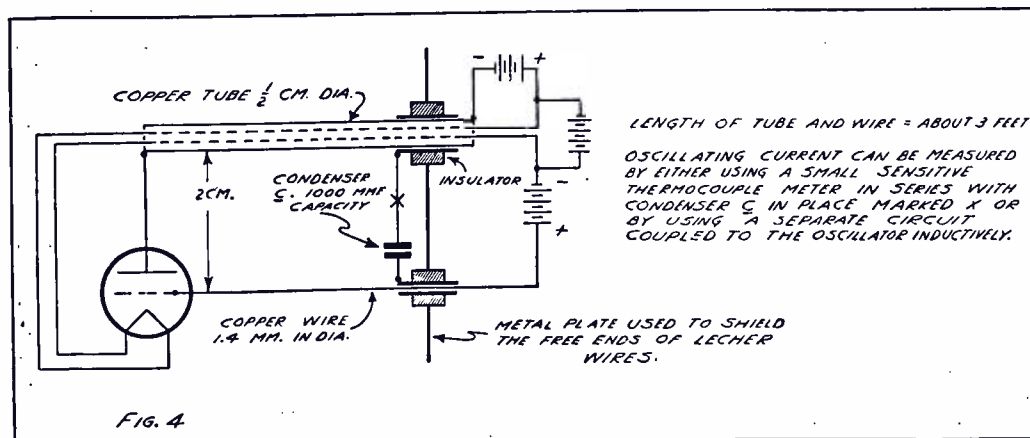 COPPER TUBE 1/2 CM. DIA.
- +
LENGTH OF TUBE AND WIRE = ABOUT 3 FEET
OSCILLATING CURRENT CAN BE MEASURED
BY EITHER USING A SMALL SENSITIVE
THERMOCOUPLE METER IN SERIES WITH
CONDENSER C IN PLACE MARKED X OR
BY USING A SEPARATE CIRCUIT
COUPLED TO THE OSCILLATOR INDUCTIVELY.
2CM.
CONDENSER
C. 1000 MMF
CAPACITY
INSULATOR
X
-
+
COPPER WIRE
1.4 MM. IN DIA.
METAL PLATE USED TO SHIELD
THE FREE ENDS OF LECHER
WIRES.
FIG. 4